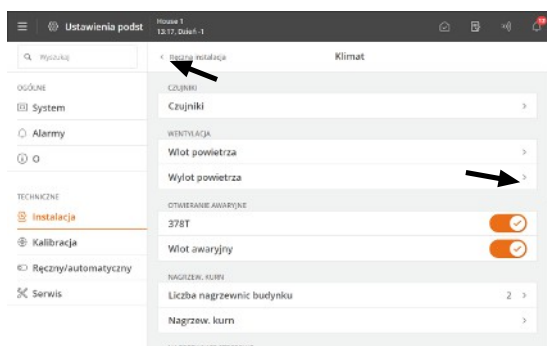 Ustawienia podst
House 1
13:17, Dzień -1
Wyszukaj
Ręczna instalacja
Klimat
OGÓLNE
System
Alarmy
O
TECHNICZNE
Instalacja
Kalibracja
Ręczny/automatyczny
Serwis
CZUJNIKI
Czujniki
WENTYLACJA
Wlot powietrza
Wylot powietrza
OTWIERANIE AWARYJNE
378T
Wlot awaryjny
NAGRZEW. KURN
Liczba nagrzewnic budynku
2
Nagrzew. kurn